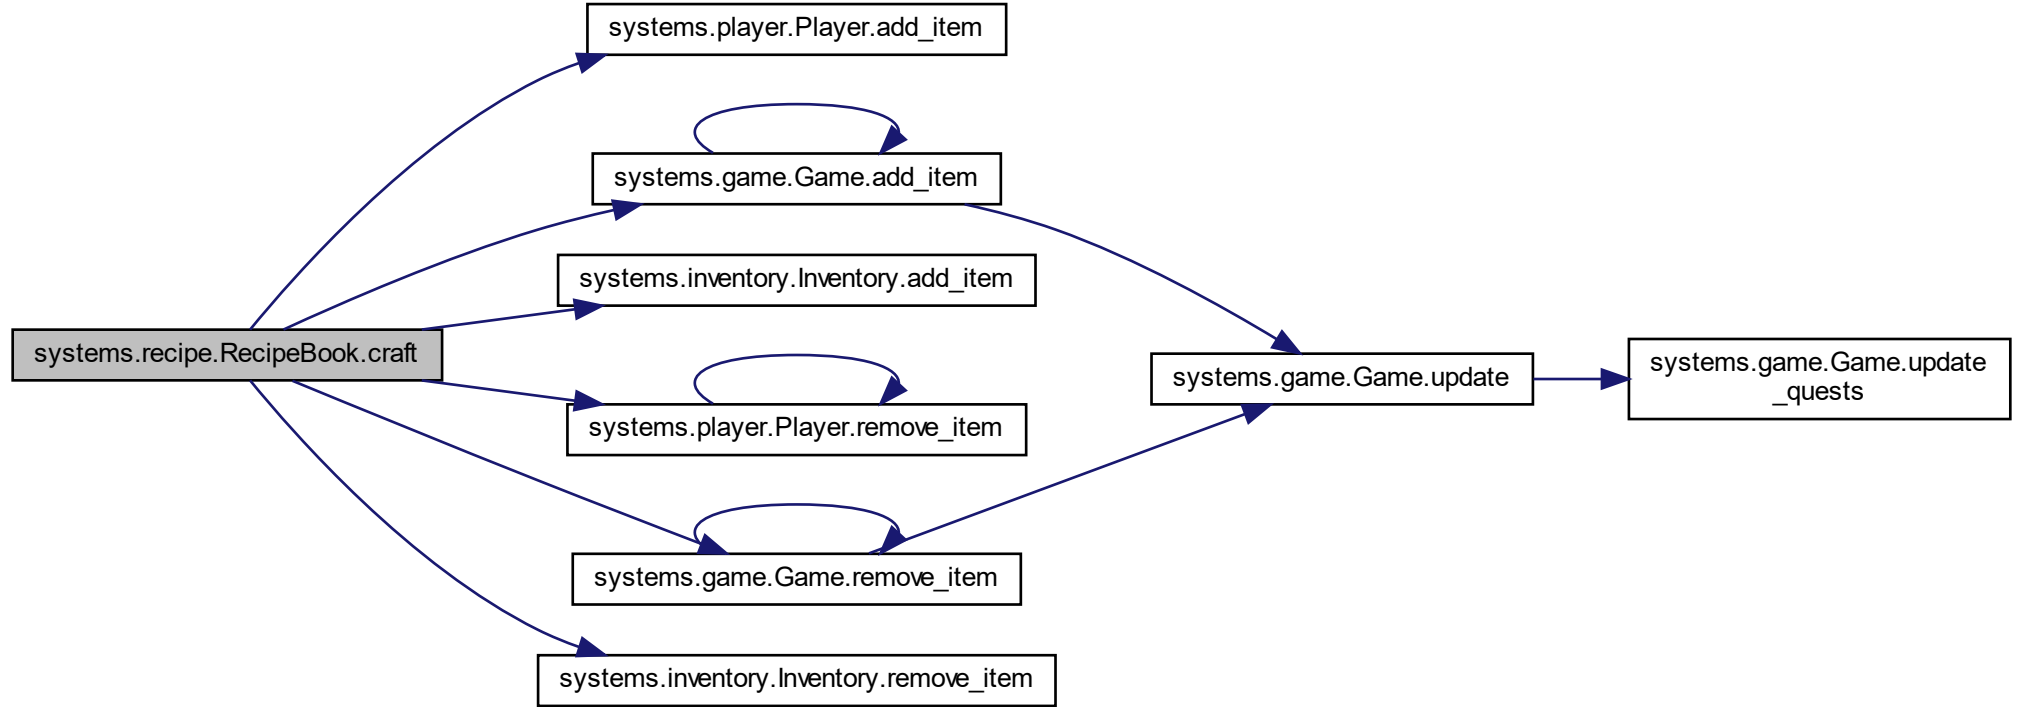 systems.player.Player.add_item
systems.game.Game.add_item
systems.inventory.Inventory.add_item
systems.recipe.RecipeBook.craft
systems.player.Player.remove_item
systems.game.Game.remove_item
systems.inventory.Inventory.remove_item
systems.game.Game.update
systems.game.Game.update
_quests